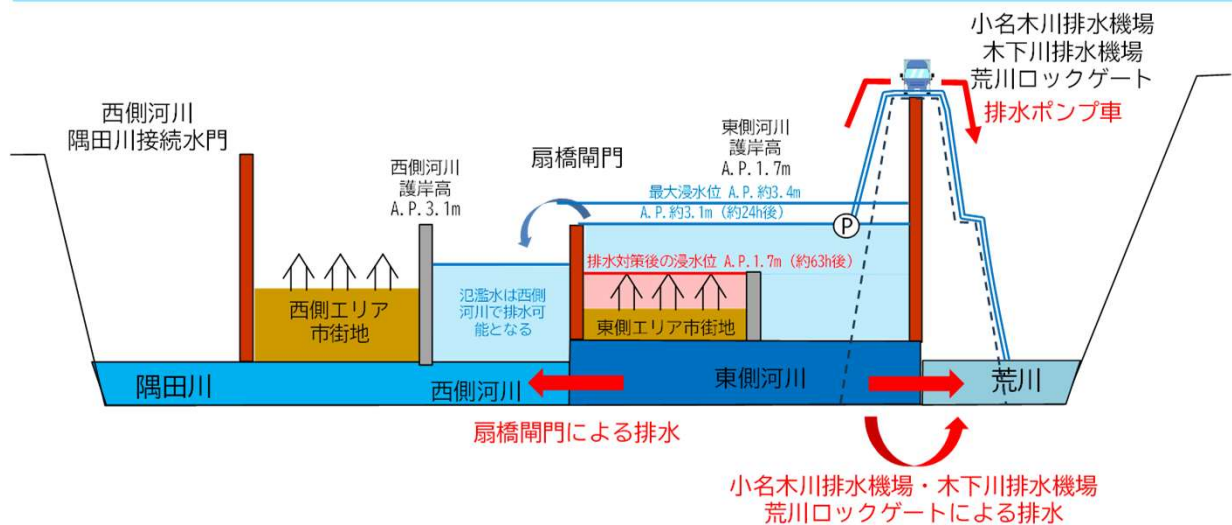 小名木川排水機場
木下川排水機場
荒川ロックゲート
排水ポンプ車
西側河川
隅田川接続水門
西側河川
護岸高
A.P.3.1m
扇橋閘門
東側河川
護岸高
A.P.1.7m
最大浸水位 A.P.約3.4m
A.P.約3.1m（約24h後）
P
排水対策後の浸水位 A.P.1.7m（約63h後）
西側エリア
市街地
氾濫水は西側
河川で排水可
能となる
東側エリア市街地
隅田川
西側河川
東側河川
荒川
扇橋閘門による排水
小名木川排水機場・木下川排水機場
荒川ロックゲートによる排水